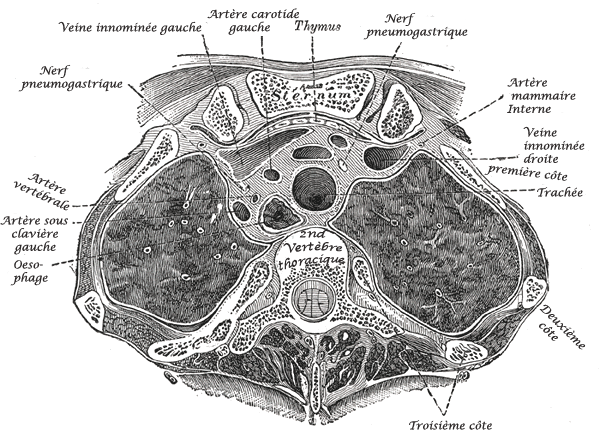 Artère carotide
gauche
Thymus
Veine innominée gauche
Nerf
pneumogastrique
Nerf
pneumogastrique
Artère
mammaire
Interne
Sternum
Veine
innominée
droite
première côte
Trachée
Artère
vertébrale
Artère sous
clavière
gauche
Oeso-
phage
2nd
Vertèbre
thoracique
Deuxième
côte
Troisième côte